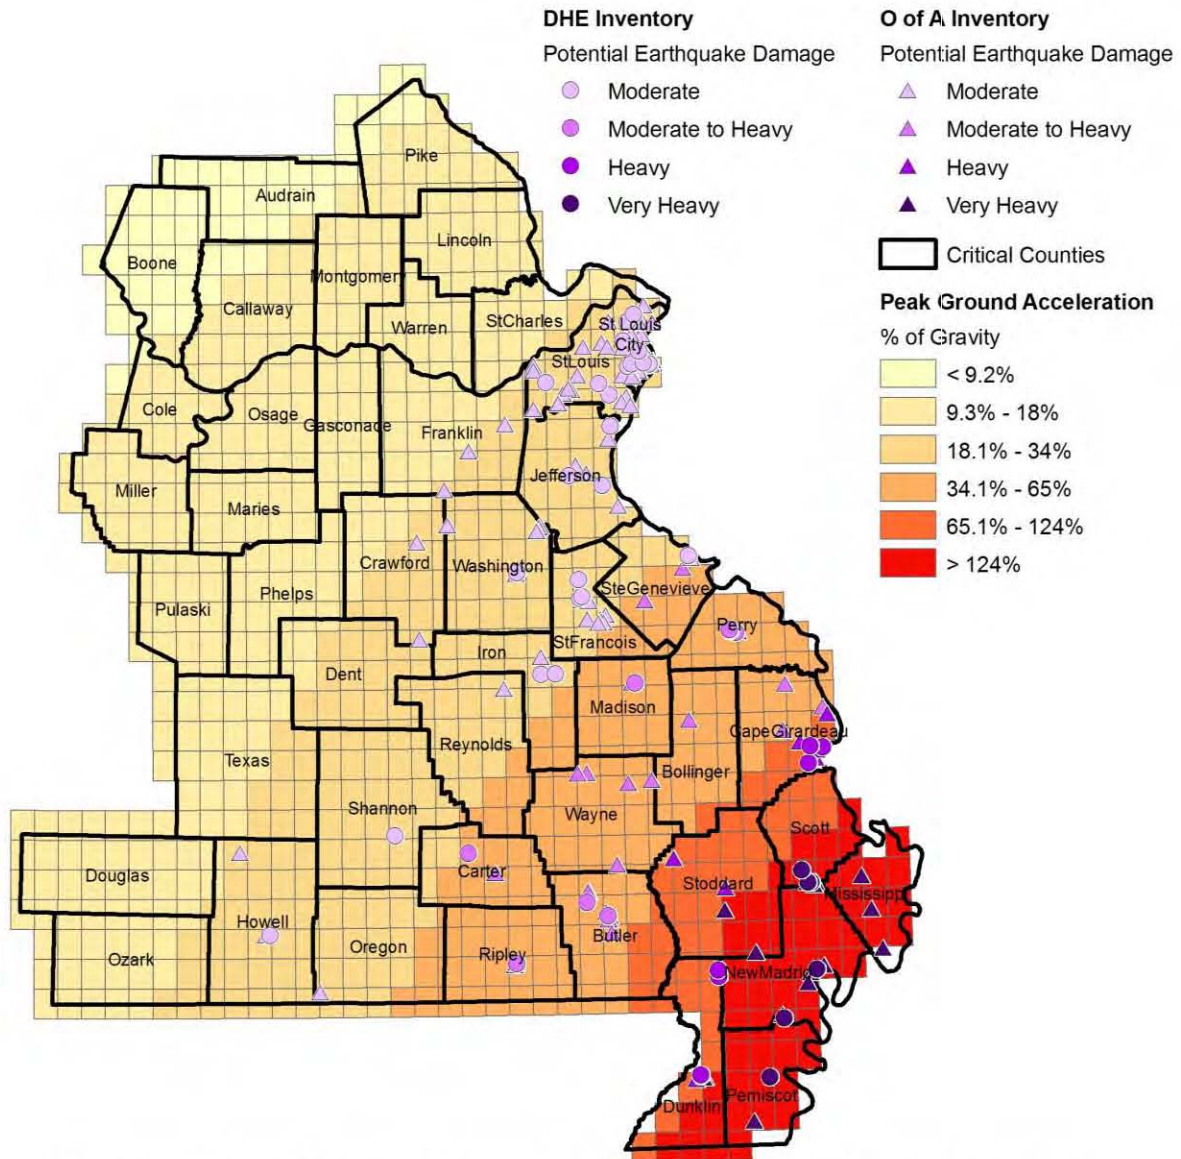 DHE Inventory
Potential Earthquake Damage
Moderate
Moderate to Heavy
Heavy
Very Heavy
O of A Inventory
Potential Earthquake Damage
Moderate
Moderate to Heavy
Heavy
Very Heavy
Critical Counties
Peak Ground Acceleration
% of Gravity
< 9.2%
9.3% - 18%
18.1% - 34%
34.1% - 65%
65.1% - 124%
> 124%
Pike
Audrain
Lincoln
Boone
Montgomery
Callaway
Warren
StCharles
St Louis
City
StLouis
Cole
Osage
Gasconade
Franklin
Jefferson
Miller
Maries
Crawford
Washington
SteGenevieve
Phelps
Pulaski
Perry
StFrancois
Iron
Dent
Madison
CapeGirardeau
Reynolds
Texas
Bollinger
Shannon
Wayne
Scott
Carter
Douglas
Stoddard
Mississippi
Howell
Butler
Oregon
Ripley
Ozark
NewMadrid
Pemiscot
Dunklin